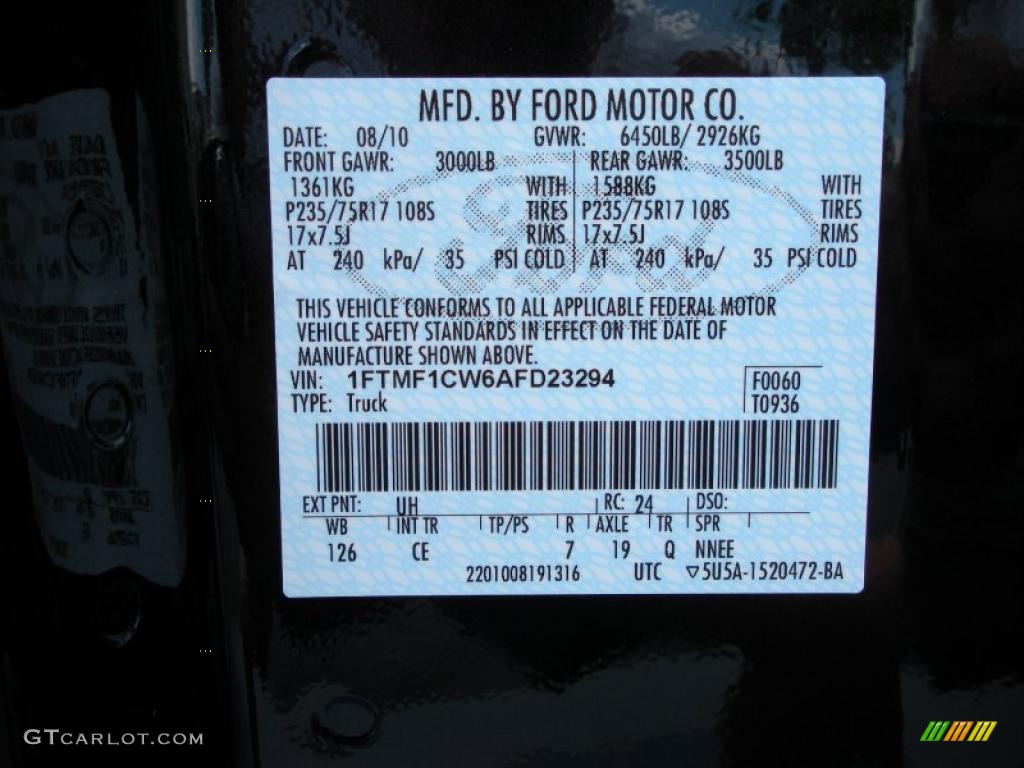 MFD. BY FORD MOTOR CO.
DATE: 08/10 GVWR: 6450LB/ 2926KG
FRONT GAWR: 3000LB REAR GAWR: 3500LB
1361KG WITH 1588KG WITH
P235/75R17 108S TIRES P235/75R17 108S TIRES
17x7.5J RIMS 17x7.5J RIMS
AT 240 kPa/ 35 PSI COLD AT 240 kPa/ 35 PSI COLD
THIS VEHICLE CONFORMS TO ALL APPLICABLE FEDERAL MOTOR
VEHICLE SAFETY STANDARDS IN EFFECT ON THE DATE OF
MANUFACTURE SHOWN ABOVE.
VIN: 1FTMF1CW6AFD23294 F0060
TYPE: Truck T0936
EXT PNT: UH RC: 24 DSO:
WB INT TR TP/PS R AXLE TR SPR
126 CE 7 19 Q NNEE
2201008191316 UTC ▽5U5A-1520472-BA
GTCARLOT.COM